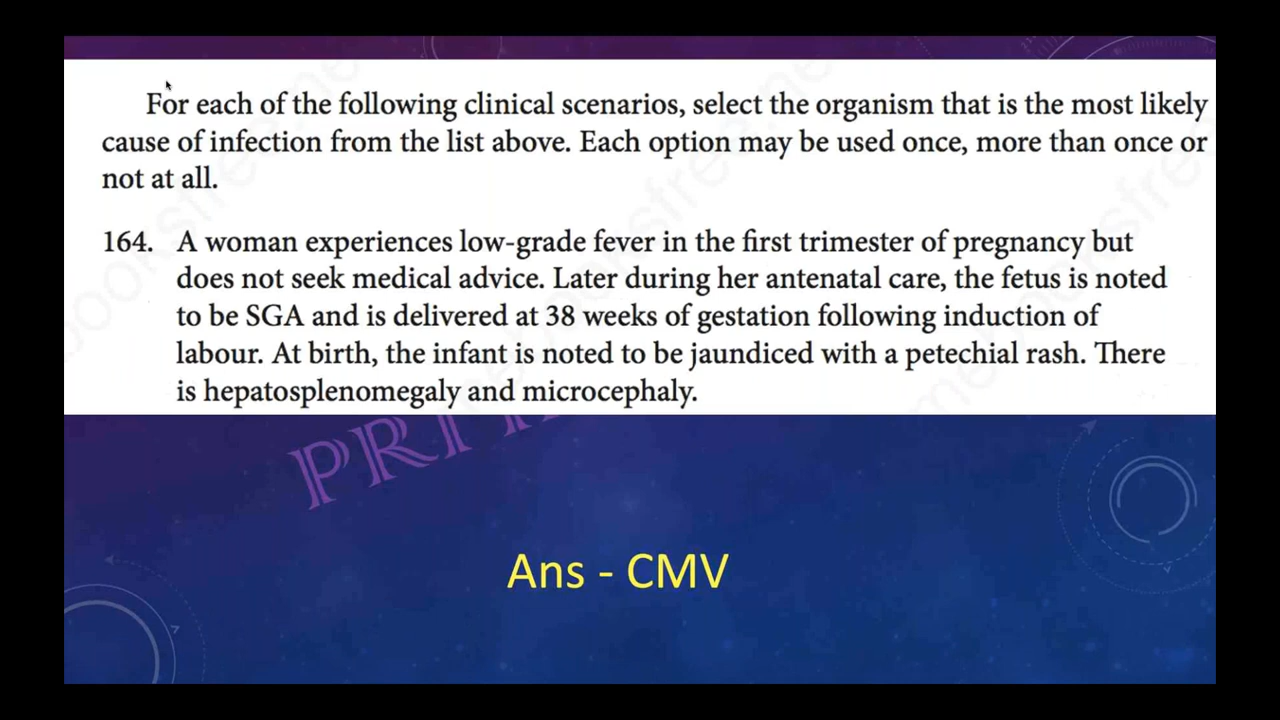 For each of the following clinical scenarios, select the organism that is the most likely
cause of infection from the list above. Each option may be used once, more than once or
not at all.
164. A woman experiences low-grade fever in the first trimester of pregnancy but
does not seek medical advice. Later during her antenatal care, the fetus is noted
to be SGA and is delivered at 38 weeks of gestation following induction of
labour. At birth, the infant is noted to be jaundiced with a petechial rash. There
is hepatosplenomegaly and microcephaly.
Ans - CMV